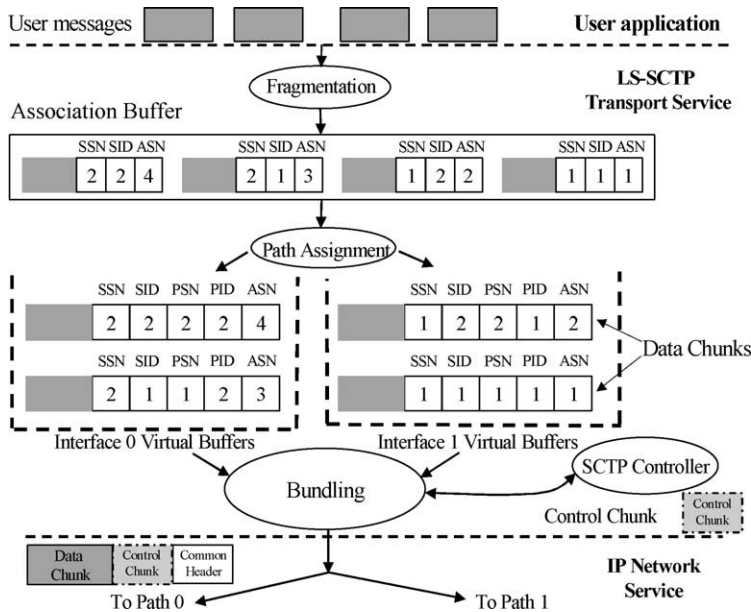 User messages
User application
Fragmentation
LS-SCTP
Transport Service
Association Buffer
SSN SID ASN
2 2 4
SSN SID ASN
2 1 3
SSN SID ASN
1 2 2
SSN SID ASN
1 1 1
Path Assignment
SSN SID PSN PID ASN
2 2 2 2 4
SSN SID PSN PID ASN
2 1 1 2 3
SSN SID PSN PID ASN
1 2 2 1 2
SSN SID PSN PID ASN
1 1 1 1 1
Data Chunks
Interface 0 Virtual Buffers
Interface 1 Virtual Buffers
Bundling
SCTP Controller
Control Chunk
Control
Chunk
Data
Chunk
Control
Chunk
Common
Header
IP Network
Service
To Path 0
To Path 1